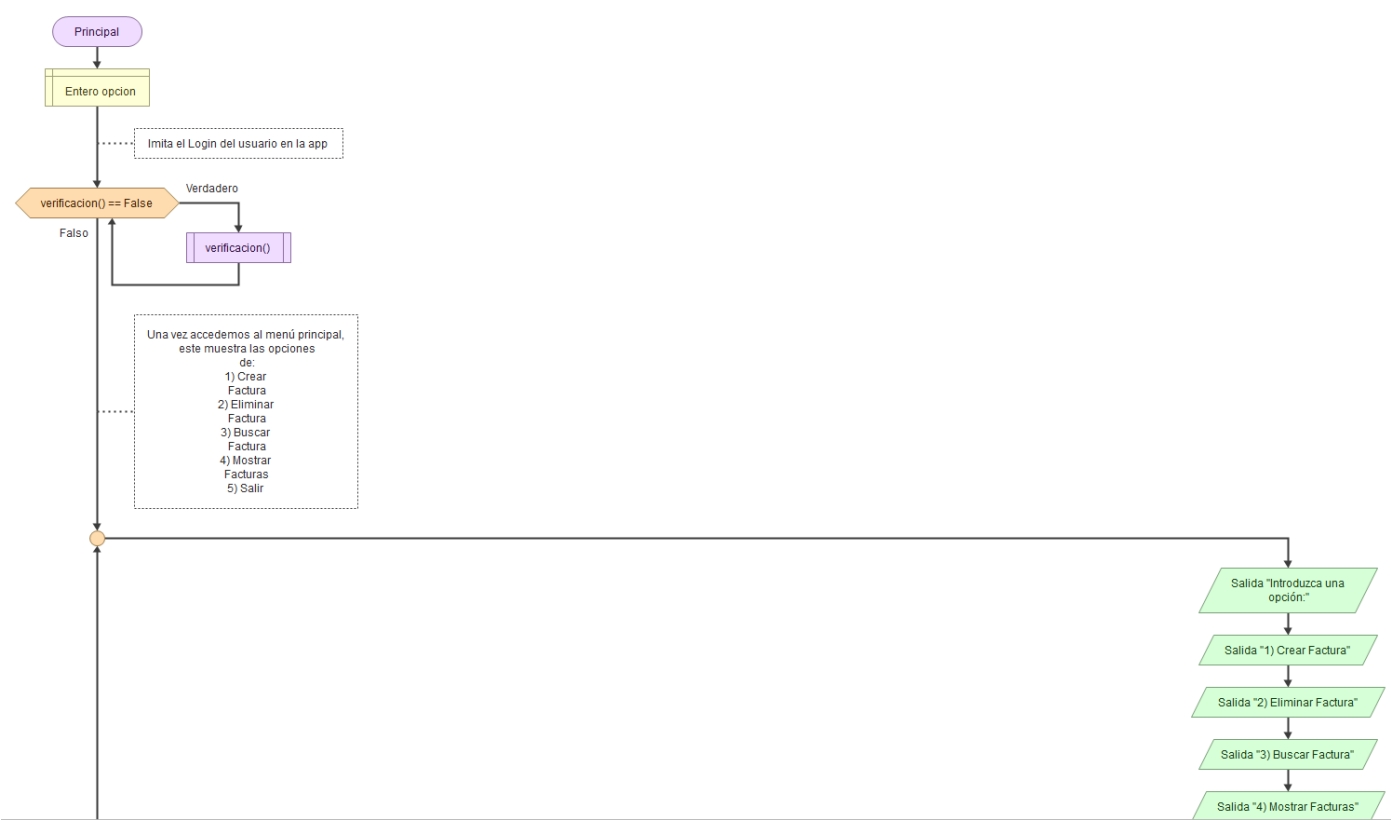 Principal
Entero opcion
Imita el Login del usuario en la app
verificacion() == False
Verdadero
Falso
verificacion()
Una vez accedemos al menú principal,
este muestra las opciones
de:
1) Crear
Factura
2) Eliminar
Factura
3) Buscar
Factura
4) Mostrar
Facturas
5) Salir
Salida "Introduzca una
opción:"
Salida "1) Crear Factura"
Salida "2) Eliminar Factura"
Salida "3) Buscar Factura"
Salida "4) Mostrar Facturas"